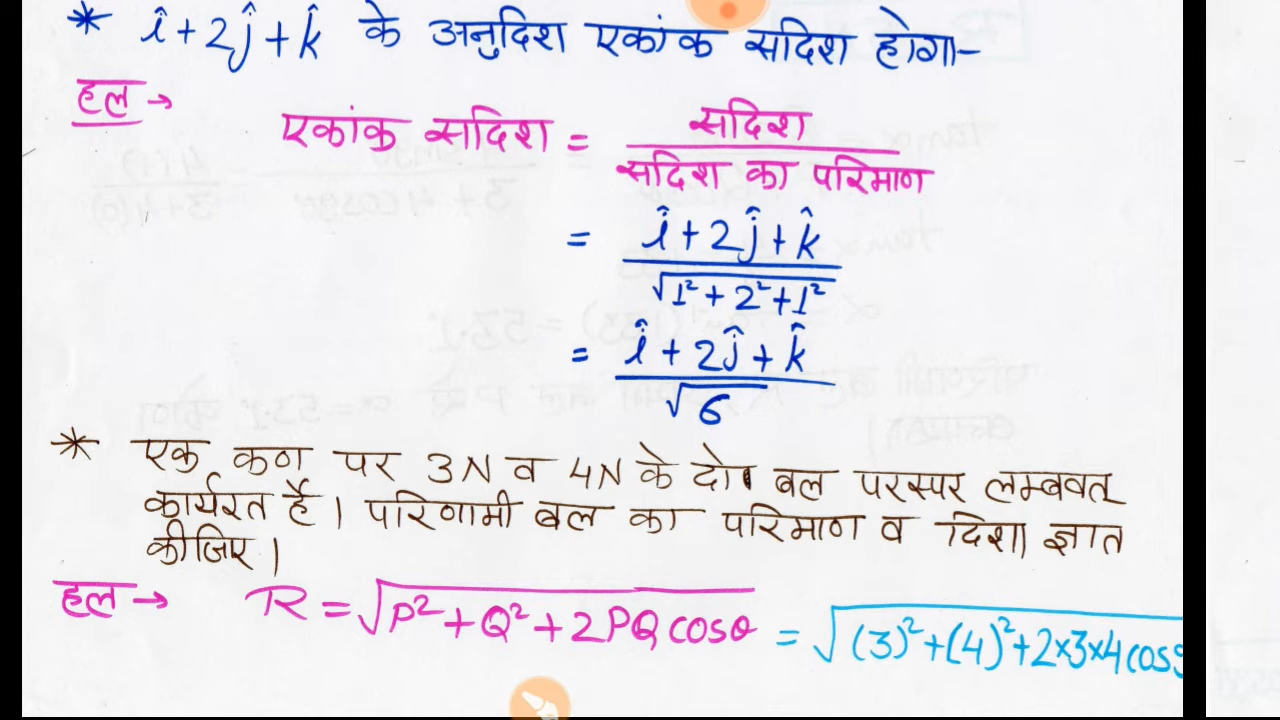 * î + 2ĵ + k̂ के अनुदिश एकांक सदिश होगा-
हल →
एकांक सदिश = सदिश / सदिश का परिमाण
= î + 2ĵ + k̂ / √1² + 2² + 1²
= î + 2ĵ + k̂ / √6
* एक कण पर 3N व 4N के दो बल परस्पर लम्बवत
कार्यरत हैं। परिणामी बल का परिमाण व दिशा ज्ञात
कीजिए।
हल → R = √P² + Q² + 2PQ cosθ = √(3)² + (4)² + 2×3×4 cos9